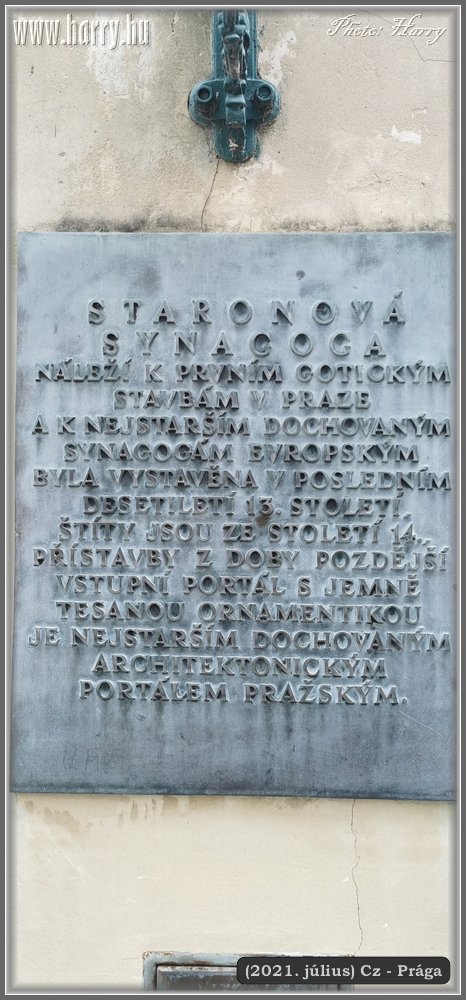 www.harry.hu
Photo: Harry
STARONOVÁ
SYNAGOGA
NÁLEŽÍ K PRVNÍM GOTICKÝM
STAVBÁM V PRAZE
A K NEJSTARŠÍM DOCHOVANÝM
SYNAGOGÁM EVROPSKÝM
BYLA VYSTAVĚNA V POSLEDNÍM
DESETILETÍ 13. STOLETÍ,
ŠTÍTY JSOU ZE STOLETÍ 14.,
PŘÍSTAVBY Z DOBY POZDĚJŠÍ
VSTUPNÍ PORTÁL S JEMNĚ
TESANOU ORNAMENTIKOU
JE NEJSTARŠÍM DOCHOVANÝM
ARCHITEKTONICKÝM
PORTÁLEM PRAŽSKÝM.
(2021. július) Cz - Prága